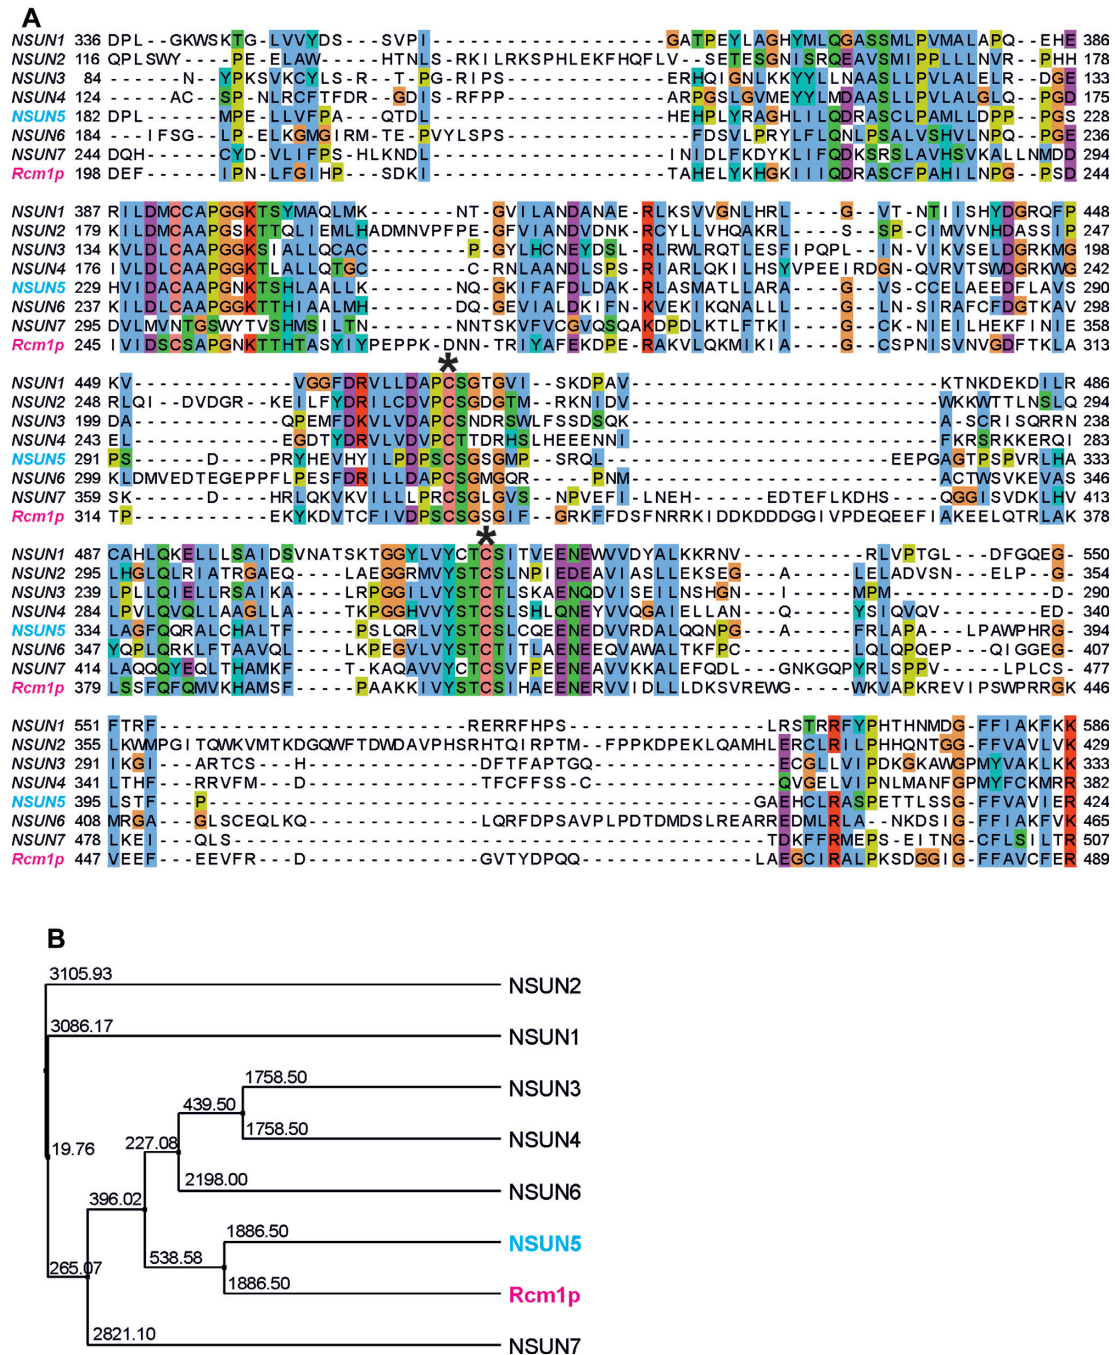 A
NSUN1 336 DPL--GKWSKTG-LVVYDS---SVPI-------------------GATPEYLAGHYMLQGASSMLPVMALAPQ--EHE 386
NSUN2 116 QPLSWY----PE-ELAW----HTNLS-RKILRKSPHLEKFHQFLV--SETESGNISRQEAVSMIPPLLLNVR--PHH 178
NSUN3 84 ------N--YPKSVKCYLS-R--T-PG-RIPS-------------ERHQIGNLKKYYLLNAASLLPVLALELR--DGE 133
NSUN4 124 -----AC--SP--NLRCFTFDR--GDIS-RFPP-------------ARPGSLGVMEYYLMDAASLLPVLALGLQ--PGD 175
NSUN5 182 DPL------MPE-LLVFPA---QTDL-------------------HEHPLYRAGHLILQDRASCLPAMLLDPP--PGS 228
NSUN6 184 ---IFSG--LP-ELKGMGIRM-TE-PVYLSPS-------------FDSVLPRYLFLQNLPSALVSHVLNPQ--PGE 236
NSUN7 244 DQH------CYD-VLIFPS-HLKNDL-------------------INIDLFKDYKLIFQDKSRSLAVHSVKALLNMDD 294
Rcm1p 198 DEF------IPN-LFGIHP---SDKI-------------------TAHELYKHGKIIIQDRASCFPAHILNPG--PSD 244
NSUN1 387 RILDMCCAPGGKTSYMAQLMK-------NT-GVILANDANAE-RLKSVVGNLHRL----G--VT-NTIISHYDGRQFP 448
NSUN2 179 KILDMCAAPGSKTTQLIEMLHADMNVPFPE-GFVIANDVDNK-RCYLLVHQAKRL----S--SP-CIMVVNHDASSIP 247
NSUN3 134 KVLDLCAAPGGKSIALLQCAC--------P-GYLHCNEYDSL-RLRWLRQTLESFIPQPL---IN-VIKVSELDGRKMG 198
NSUN4 176 IVLDLCAAPGGKTLALLQTGC-------C-RNLAANDLSPS-RIARLQKILHSYVPEEIRDGN-QVRVTSWDGRKWG 242
NSUN5 229 HVIDACAAPGNKTSHLAALLK-------NQ-GKIFAFDLDAK-RLASMATLLARA----G--VS-CCELAEEDFLAVS 290
NSUN6 237 KILDLCAAPGGKTTHIAALMH-------DQ-GEVIALDKIFN-KVEKIKQNALLL----G--LN-SIRAFCFDGTKAV 298
NSUN7 295 DVLMVNTGSWYTVSHMSILTN-------NNTSKVFVCGVQSQAKDPDLKTLFTKI----G--CK-NIEILHEKFINIE 358
Rcm1p 245 IVIDSCSAPGNKTTHTASYIYPEPPK-DNN-TRIYAFEKDPE-RAKVLQKMIKIA----G--CSPNISVNVGDFTKLA 313
NSUN1 449 KV-------------VGGFDRVLLDAPCSGTGVI--SKDPAV-------------------------KTNKDEKDILR 486
NSUN2 248 RLQI--DVDGR--KEILFYDRILCDVPCSGDGTM--RKNIDV-------------------------WKKWTTLNSLQ 294
NSUN3 199 DA-------------QPEMFDKVLVDAPCSNDRSWLFSSDSQK------------------------A-SCRISQRRN 238
NSUN4 243 EL------------EGDTYDRVLVDVPCTTDRHSLHEEENNI-------------------------FKRSRKKERQI 283
NSUN5 291 PS------D----PRYHEVHYILPDPSCSGSGMP--SRQL-----------------------EEPGAGTPSPVRLHA 333
NSUN6 299 KLDMVEDTEGEPPFLPESFDRILLDAPCSGMGQR---PNM-------------------------ACTWSVKEVAS 346
NSUN7 359 SK------D----HRLQKVKVILLLPRCSGLGVS--NPVEFI-LNEH------EDTEFLKDHS--QGGISVDKLHV 413
Rcm1p 314 TP-------------EKYKDVTCFIVDPSCSGSGIF--GRKFFDSFNRRKIDDKDDDGGIVPDEQEEFIAKEELQTRLAK 378
NSUN1 487 CAHLQKELLLSAIDSVNATSKTGGYLVYCTCSITVEENEWVVDYALKKRNV--------RLVPTGL---DFGQEG- 550
NSUN2 295 LHGLQLRIATRGAEQ----LAEGGRMVYSTCSLNPIEDEAVIASLLEKSEG---A----LELADVSN--ELP--G- 354
NSUN3 239 LPLLQIELLRSAIKA----LRPGGILVYSTCTLSKAENQDVISEILNSHGN---I----MPM---------D- 290
NSUN4 284 LPVLQVQLLAAGLLA----TKPGGHVVYSTCSLSHLQNEYVVQGAIELLAN---Q----YSIQVQV------ED 340
NSUN5 334 LAGFQQRALCHALTF-----PSLQRLVYSTCSLCQEENEDVVRDALQQNPG---A----FRLAPA---LPAWPHRG- 394
NSUN6 347 YQPLQRKLFTAAVQL----LKPEGVLVYSTCTITLAENEEQVAWALTKFPC--------LQLQPQEP---QIGGEG- 407
NSUN7 414 LAQQQYEQLTHAMKF----T-KAQAVVYCTCSVFPEENEAVVKKALEFQDL---GNKGQPYRLSPPV----LPLCS- 477
Rcm1p 379 LSSFQFQMVKHAMSF-----PAAKKIVYSTCSIHAEENERVVIDLLLDKSVREWG----WKVAPKREVIPSWPRRGK 446
NSUN1 551 FTRF-------------------------RERRFHPS----------------LRSTRRFYPHTHNMDG-FFIAKFKK 586
NSUN2 355 LKWMPGITQWKVMTKDGQWFTDWDAVPHSRHTQIRPTM--FPPKDPEKLQAMHLERCLRILPHHQNTGG-FFVAVLVK 429
NSUN3 291 IKGI---ARTCS--H-------------DFTFAPTGQ---------------ECGLLVIPDKGKAWGPMYVAKLKK 333
NSUN4 341 LTHF---RRVFM---D-------------TFCFFSSC-----------------QVGELVIPNLMANFGPMYFCKMRR 382
NSUN5 395 LSTF---P------------------------------------------GAEHCLRASPETTLSSG-FFVAVIER 424
NSUN6 408 MRGA---GLSCEQLKQ-------------LQRFDPSAVPLPDTDMDSLREARREDMLRLA--NKDSIG-FFIAKFVK 465
NSUN7 478 LKEI---QLS-----------------------------------------TDKFFRMEPS-EITNG-CFLSILTR 507
Rcm1p 447 VEEF---EEVFR---D-------------GVTYDPQQ--------------LAEGCIRALPKSDGGIG-FFAVCFER 489
B
3105.93
NSUN2
3086.17
NSUN1
1758.50
NSUN3
439.50
1758.50
NSUN4
19.76
227.08
2198.00
NSUN6
396.02
1886.50
NSUN5
538.58
265.07
1886.50
Rcm1p
2821.10
NSUN7